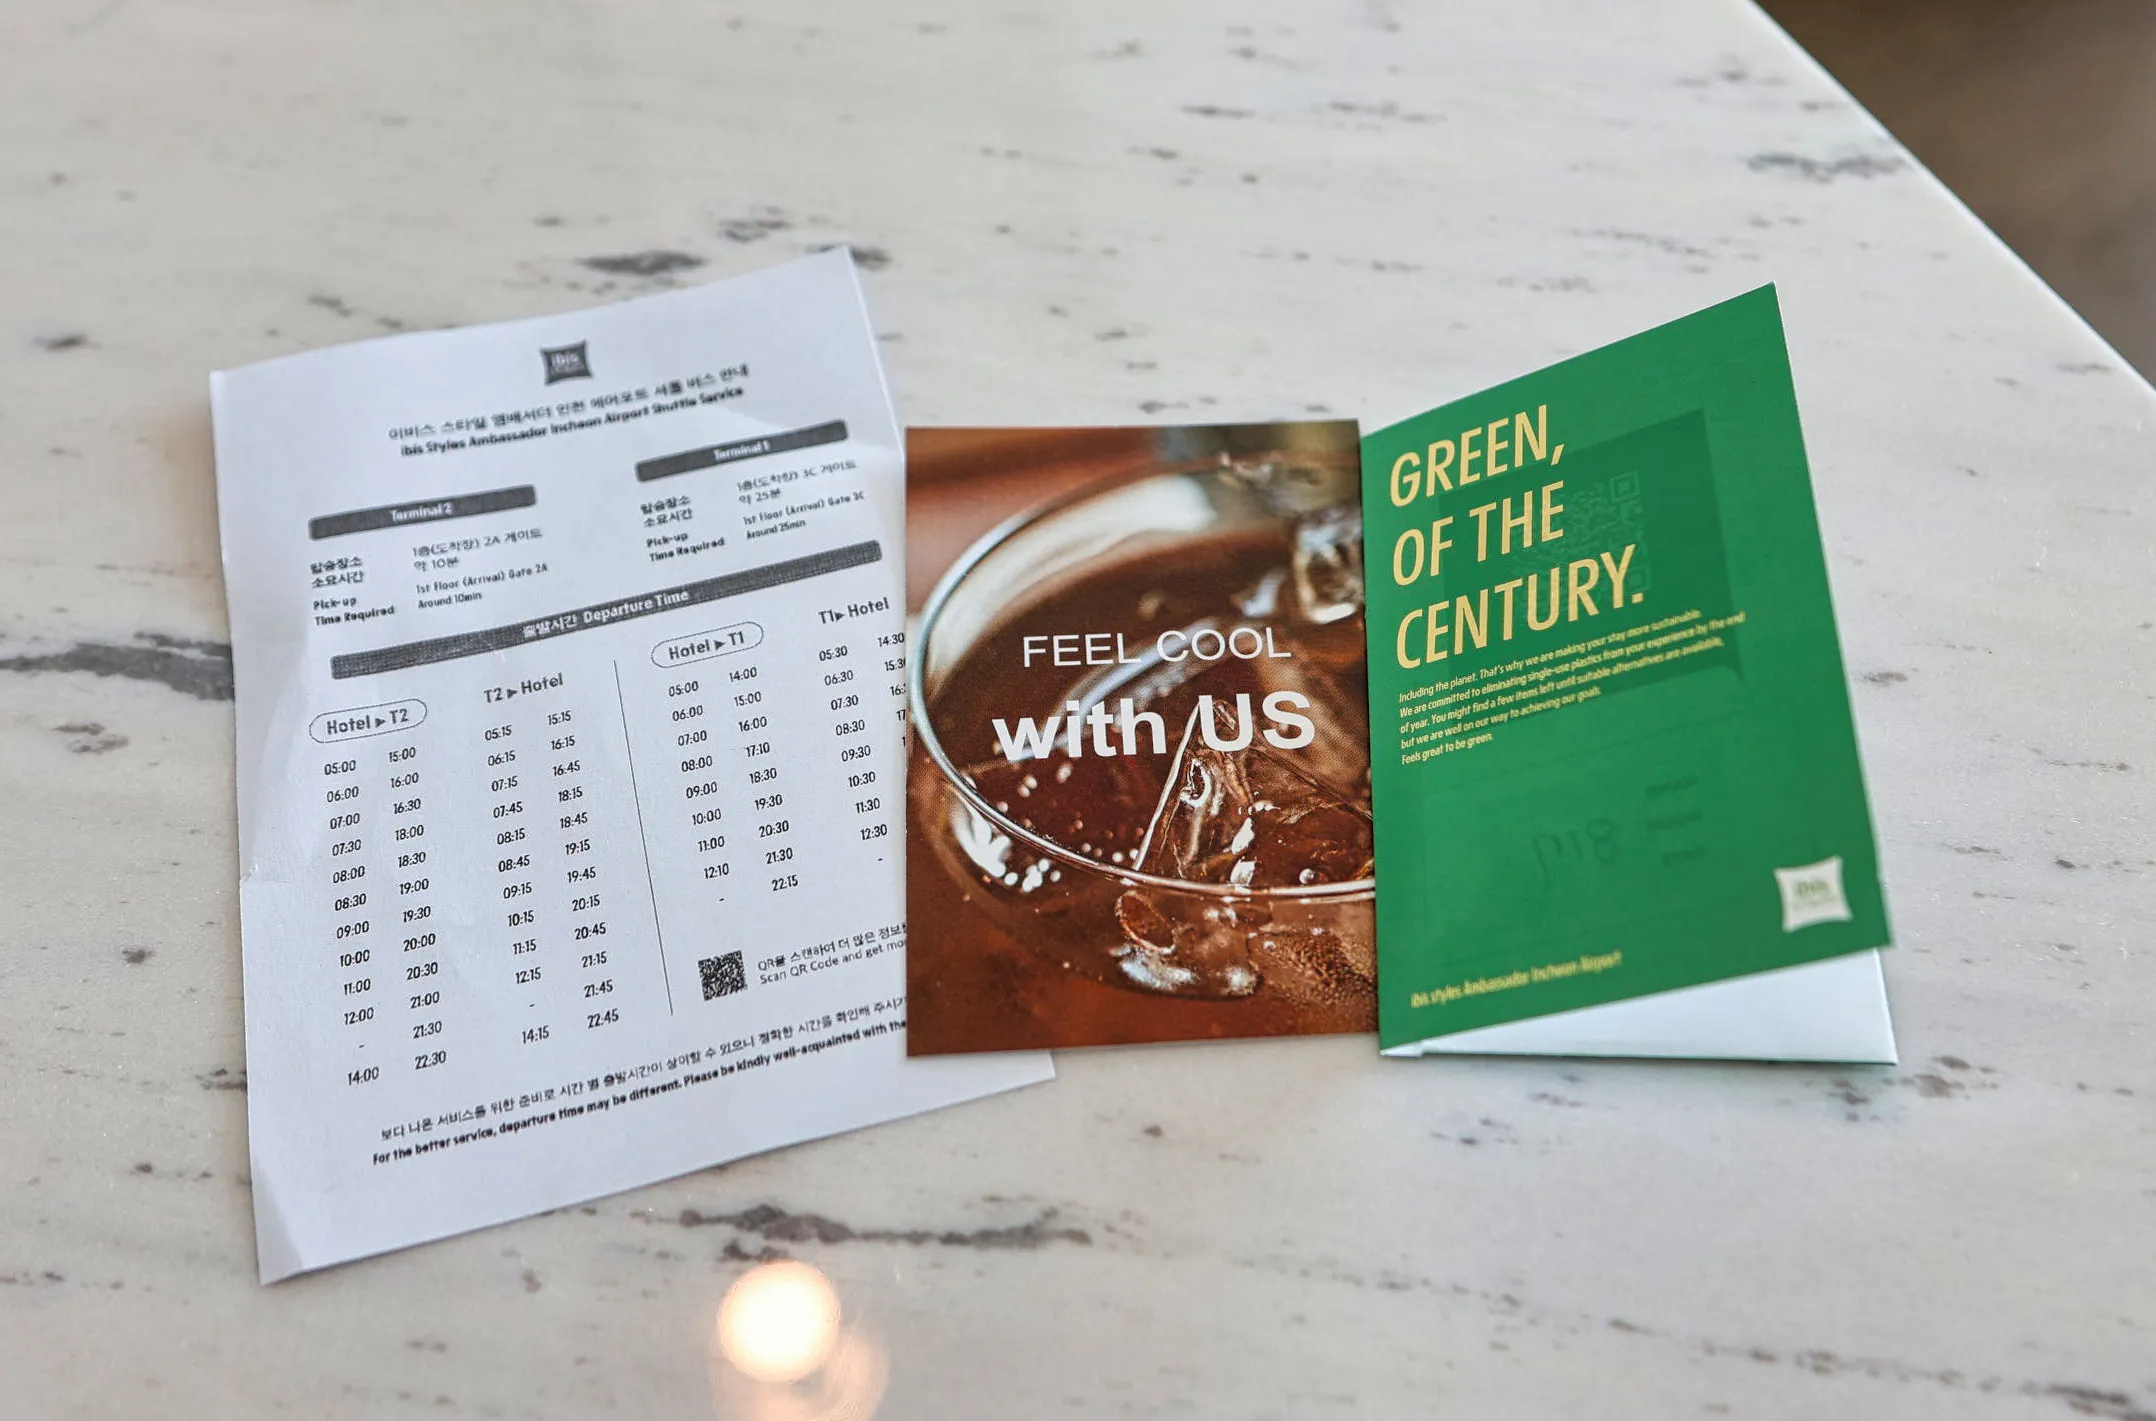 ibis
이비스 스타일 앰배서더 인천 에어포트 셔틀 버스 안내
ibis Styles Ambassador Incheon Airport Shuttle Service
Terminal 2
탑승장소 1층(도착장) 2A 게이트
소요시간 약 10분
Pick-up 1st Floor (Arrival) Gate 2A
Time Required Around 10min
Terminal 1
탑승장소 1층(도착장) 3C 게이트
소요시간 약 25분
Pick-up 1st Floor (Arrival) Gate 3C
Time Required Around 25min
출발시간 Departure Time
Hotel ▶ T2
05:00 15:00
06:00 16:00
07:00 16:30
07:30 18:00
08:00 18:30
08:30 19:00
09:00 19:30
10:00 20:00
11:00 20:30
12:00 21:00
- 21:30
14:00 22:30
T2 ▶ Hotel
05:15 15:15
06:15 16:15
07:15 16:45
07:45 18:15
08:15 18:45
08:45 19:15
09:15 19:45
10:15 20:15
11:15 20:45
12:15 21:15
- 21:45
14:15 22:45
Hotel ▶ T1
05:00 14:00
06:00 15:00
07:00 16:00
08:00 17:10
09:00 18:30
10:00 19:30
11:00 20:30
12:10 21:30
- 22:15
T1▶ Hotel
05:30 14:30
06:30 15:3
07:30 16:
08:30 17
09:30
10:30
11:30
12:30
-
QR을 스캔하여 더 많은 정보
Scan QR Code and get mo
보다 나은 서비스를 위한 준비로 시간 별 출발시간이 상이할 수 있으니 정확한 시간을 확인해 주시기
For the better service, departure time may be different. Please be kindly well-acquainted with the
FEEL COOL
with US
GREEN,
OF THE
CENTURY.
Including the planet. That's why we are making your stay more sustainable.
We are committed to eliminating single-use plastics from your experience by the end
of year. You might find a few items left until suitable alternatives are available,
but we are well on our way to achieving our goals.
Feels great to be green.
ibis
ibis styles Ambassador Incheon Airport